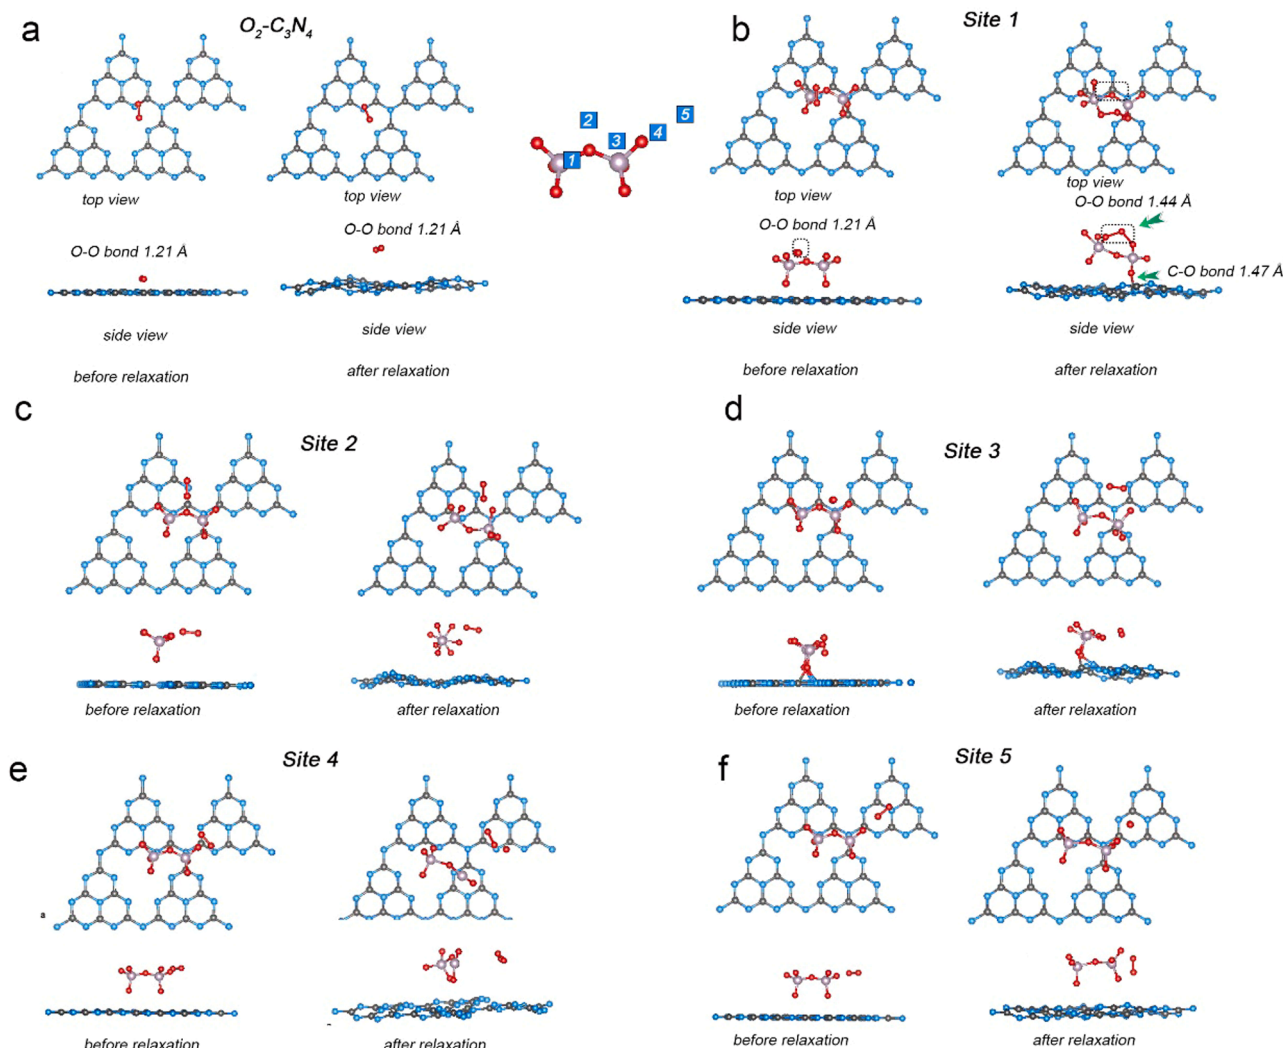 a
O2-C3N4
top view
top view
O-O bond 1.21 Å
O-O bond 1.21 Å
side view
side view
before relaxation
after relaxation
1
2
3
4
5
b
Site 1
top view
top view
O-O bond 1.21 Å
O-O bond 1.44 Å
C-O bond 1.47 Å
side view
side view
before relaxation
after relaxation
c
Site 2
before relaxation
after relaxation
d
Site 3
before relaxation
after relaxation
e
Site 4
a
before relaxation
after relaxation
f
Site 5
before relaxation
after relaxation